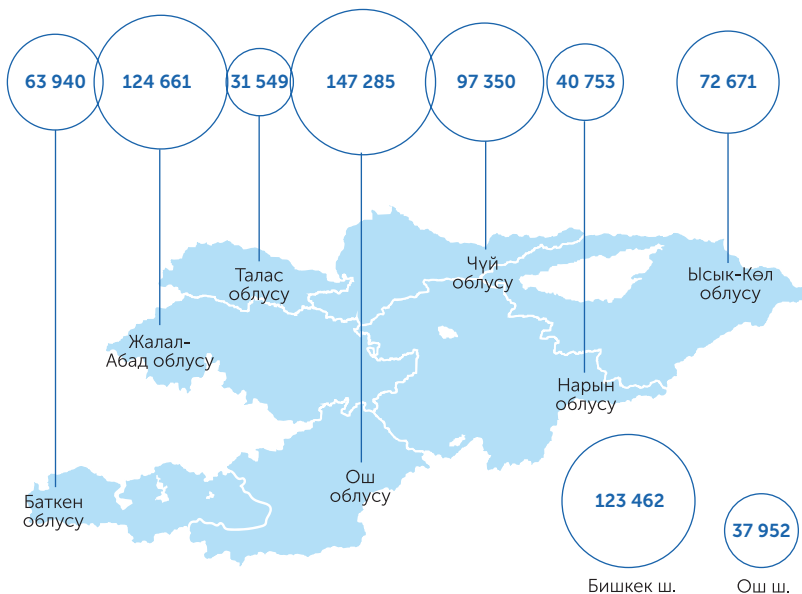 63 940
124 661
31 549
147 285
97 350
40 753
72 671
Талас
облусу
Чүй
облусу
Ысык-Көл
облусу
Жалал-
Абад облусу
Нарын
облусу
Баткен
облусу
Ош
облусу
123 462
37 952
Бишкек ш.
Ош ш.